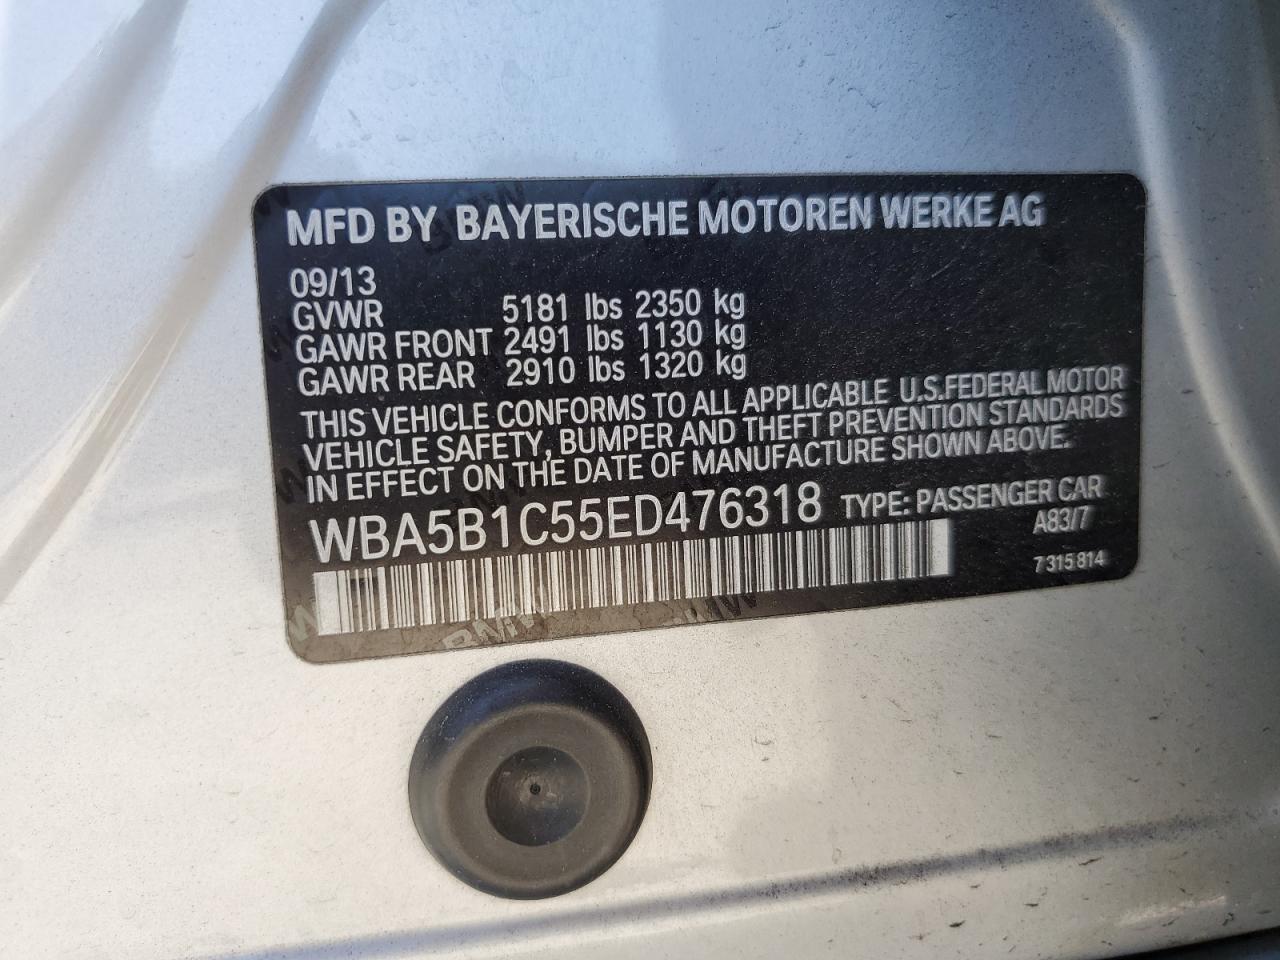 MFD BY BAYERISCHE MOTOREN WERKE AG
09/13
GVWR 5181 lbs 2350 kg
GAWR FRONT 2491 lbs 1130 kg
GAWR REAR 2910 lbs 1320 kg
THIS VEHICLE CONFORMS TO ALL APPLICABLE U.S.FEDERAL MOTOR
VEHICLE SAFETY, BUMPER AND THEFT PREVENTION STANDARDS
IN EFFECT ON THE DATE OF MANUFACTURE SHOWN ABOVE.
WBA5B1C55ED476318 TYPE: PASSENGER CAR
A83/7
7 315 814
BMW